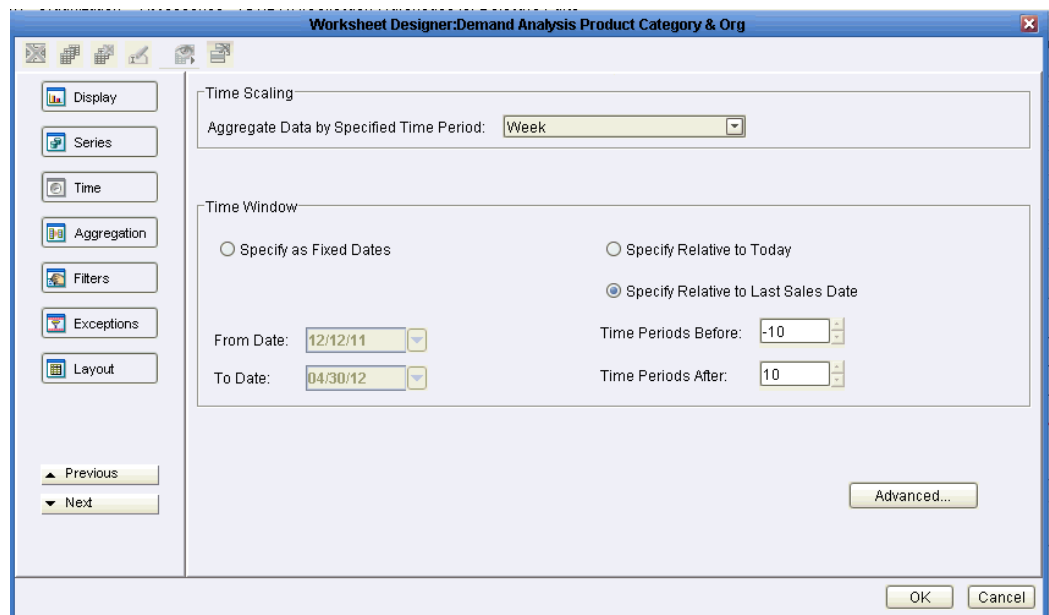 Worksheet Designer:Demand Analysis Product Category & Org
Display
Series
Time
Aggregation
Filters
Exceptions
Layout
Previous
Next
Time Scaling
Aggregate Data by Specified Time Period: Week
Time Window
Specify as Fixed Dates
Specify Relative to Today
Specify Relative to Last Sales Date
From Date: 12/12/11
Time Periods Before: -10
To Date: 04/30/12
Time Periods After: 10
Advanced...
OK Cancel